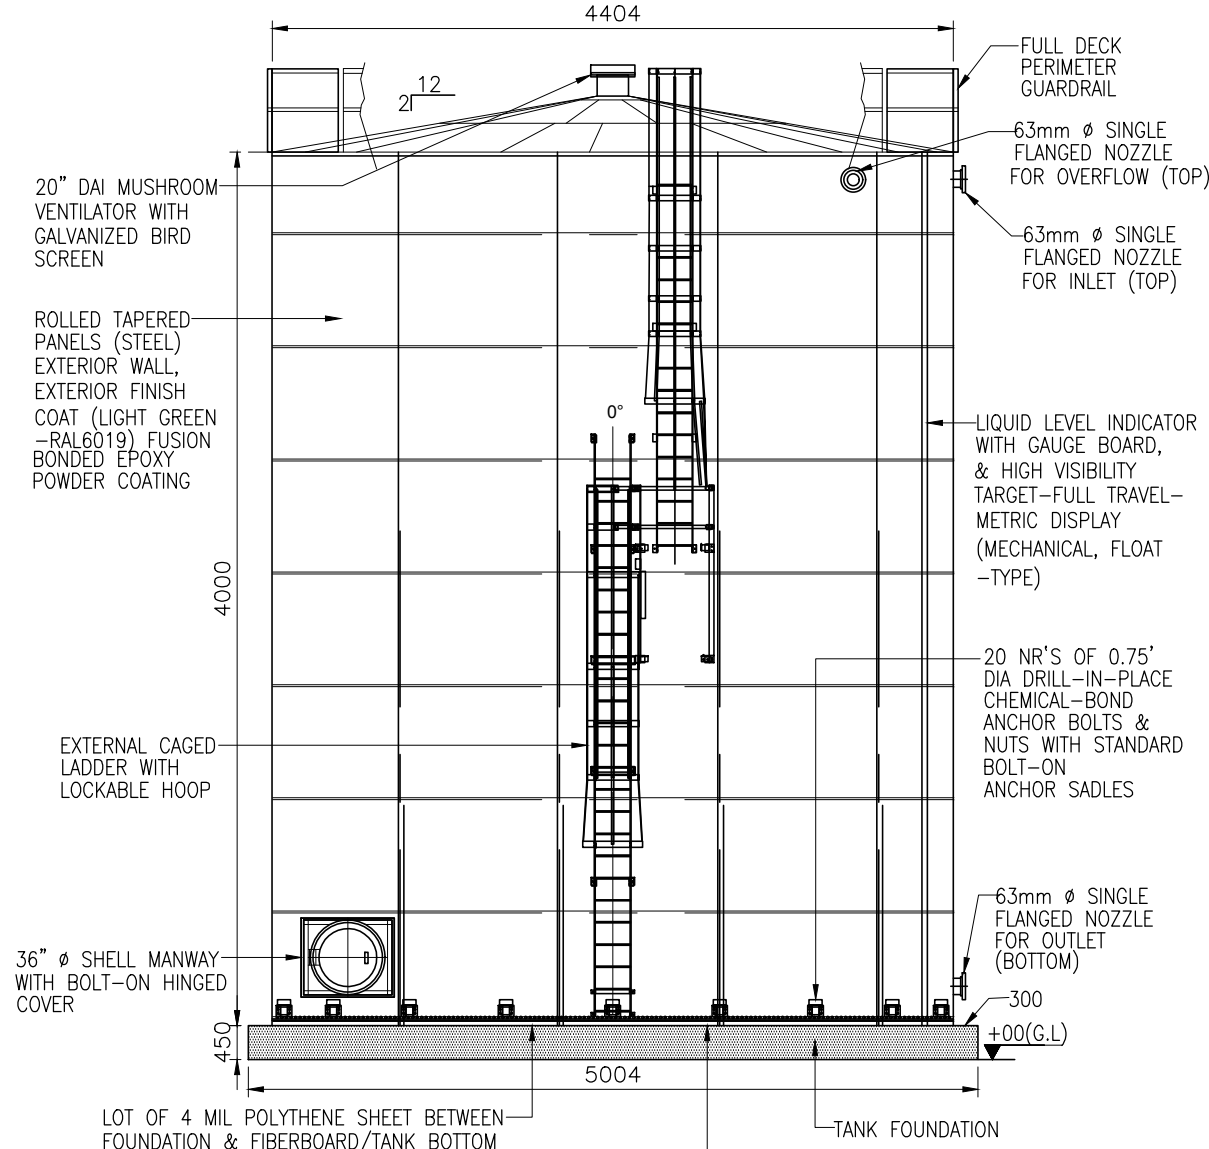 4404
FULL DECK
PERIMETER
GUARDRAIL
12
2
63mm ø SINGLE
FLANGED NOZZLE
FOR OVERFLOW (TOP)
20" DAI MUSHROOM
VENTILATOR WITH
GALVANIZED BIRD
SCREEN
63mm ø SINGLE
FLANGED NOZZLE
FOR INLET (TOP)
ROLLED TAPERED
PANELS (STEEL)
EXTERIOR WALL,
EXTERIOR FINISH
COAT (LIGHT GREEN
-RAL6019) FUSION
BONDED EPOXY
POWDER COATING
0°
LIQUID LEVEL INDICATOR
WITH GAUGE BOARD,
& HIGH VISIBILITY
TARGET-FULL TRAVEL-
METRIC DISPLAY
(MECHANICAL, FLOAT
-TYPE)
4000
20 NR'S OF 0.75'
DIA DRILL-IN-PLACE
CHEMICAL-BOND
ANCHOR BOLTS &
NUTS WITH STANDARD
BOLT-ON
ANCHOR SADLES
EXTERNAL CAGED
LADDER WITH
LOCKABLE HOOP
63mm ø SINGLE
FLANGED NOZZLE
FOR OUTLET
(BOTTOM)
36" ø SHELL MANWAY
WITH BOLT-ON HINGED
COVER
300
+00(G.L)
450
5004
LOT OF 4 MIL POLYTHENE SHEET BETWEEN
FOUNDATION & FIBERBOARD/TANK BOTTOM
TANK FOUNDATION